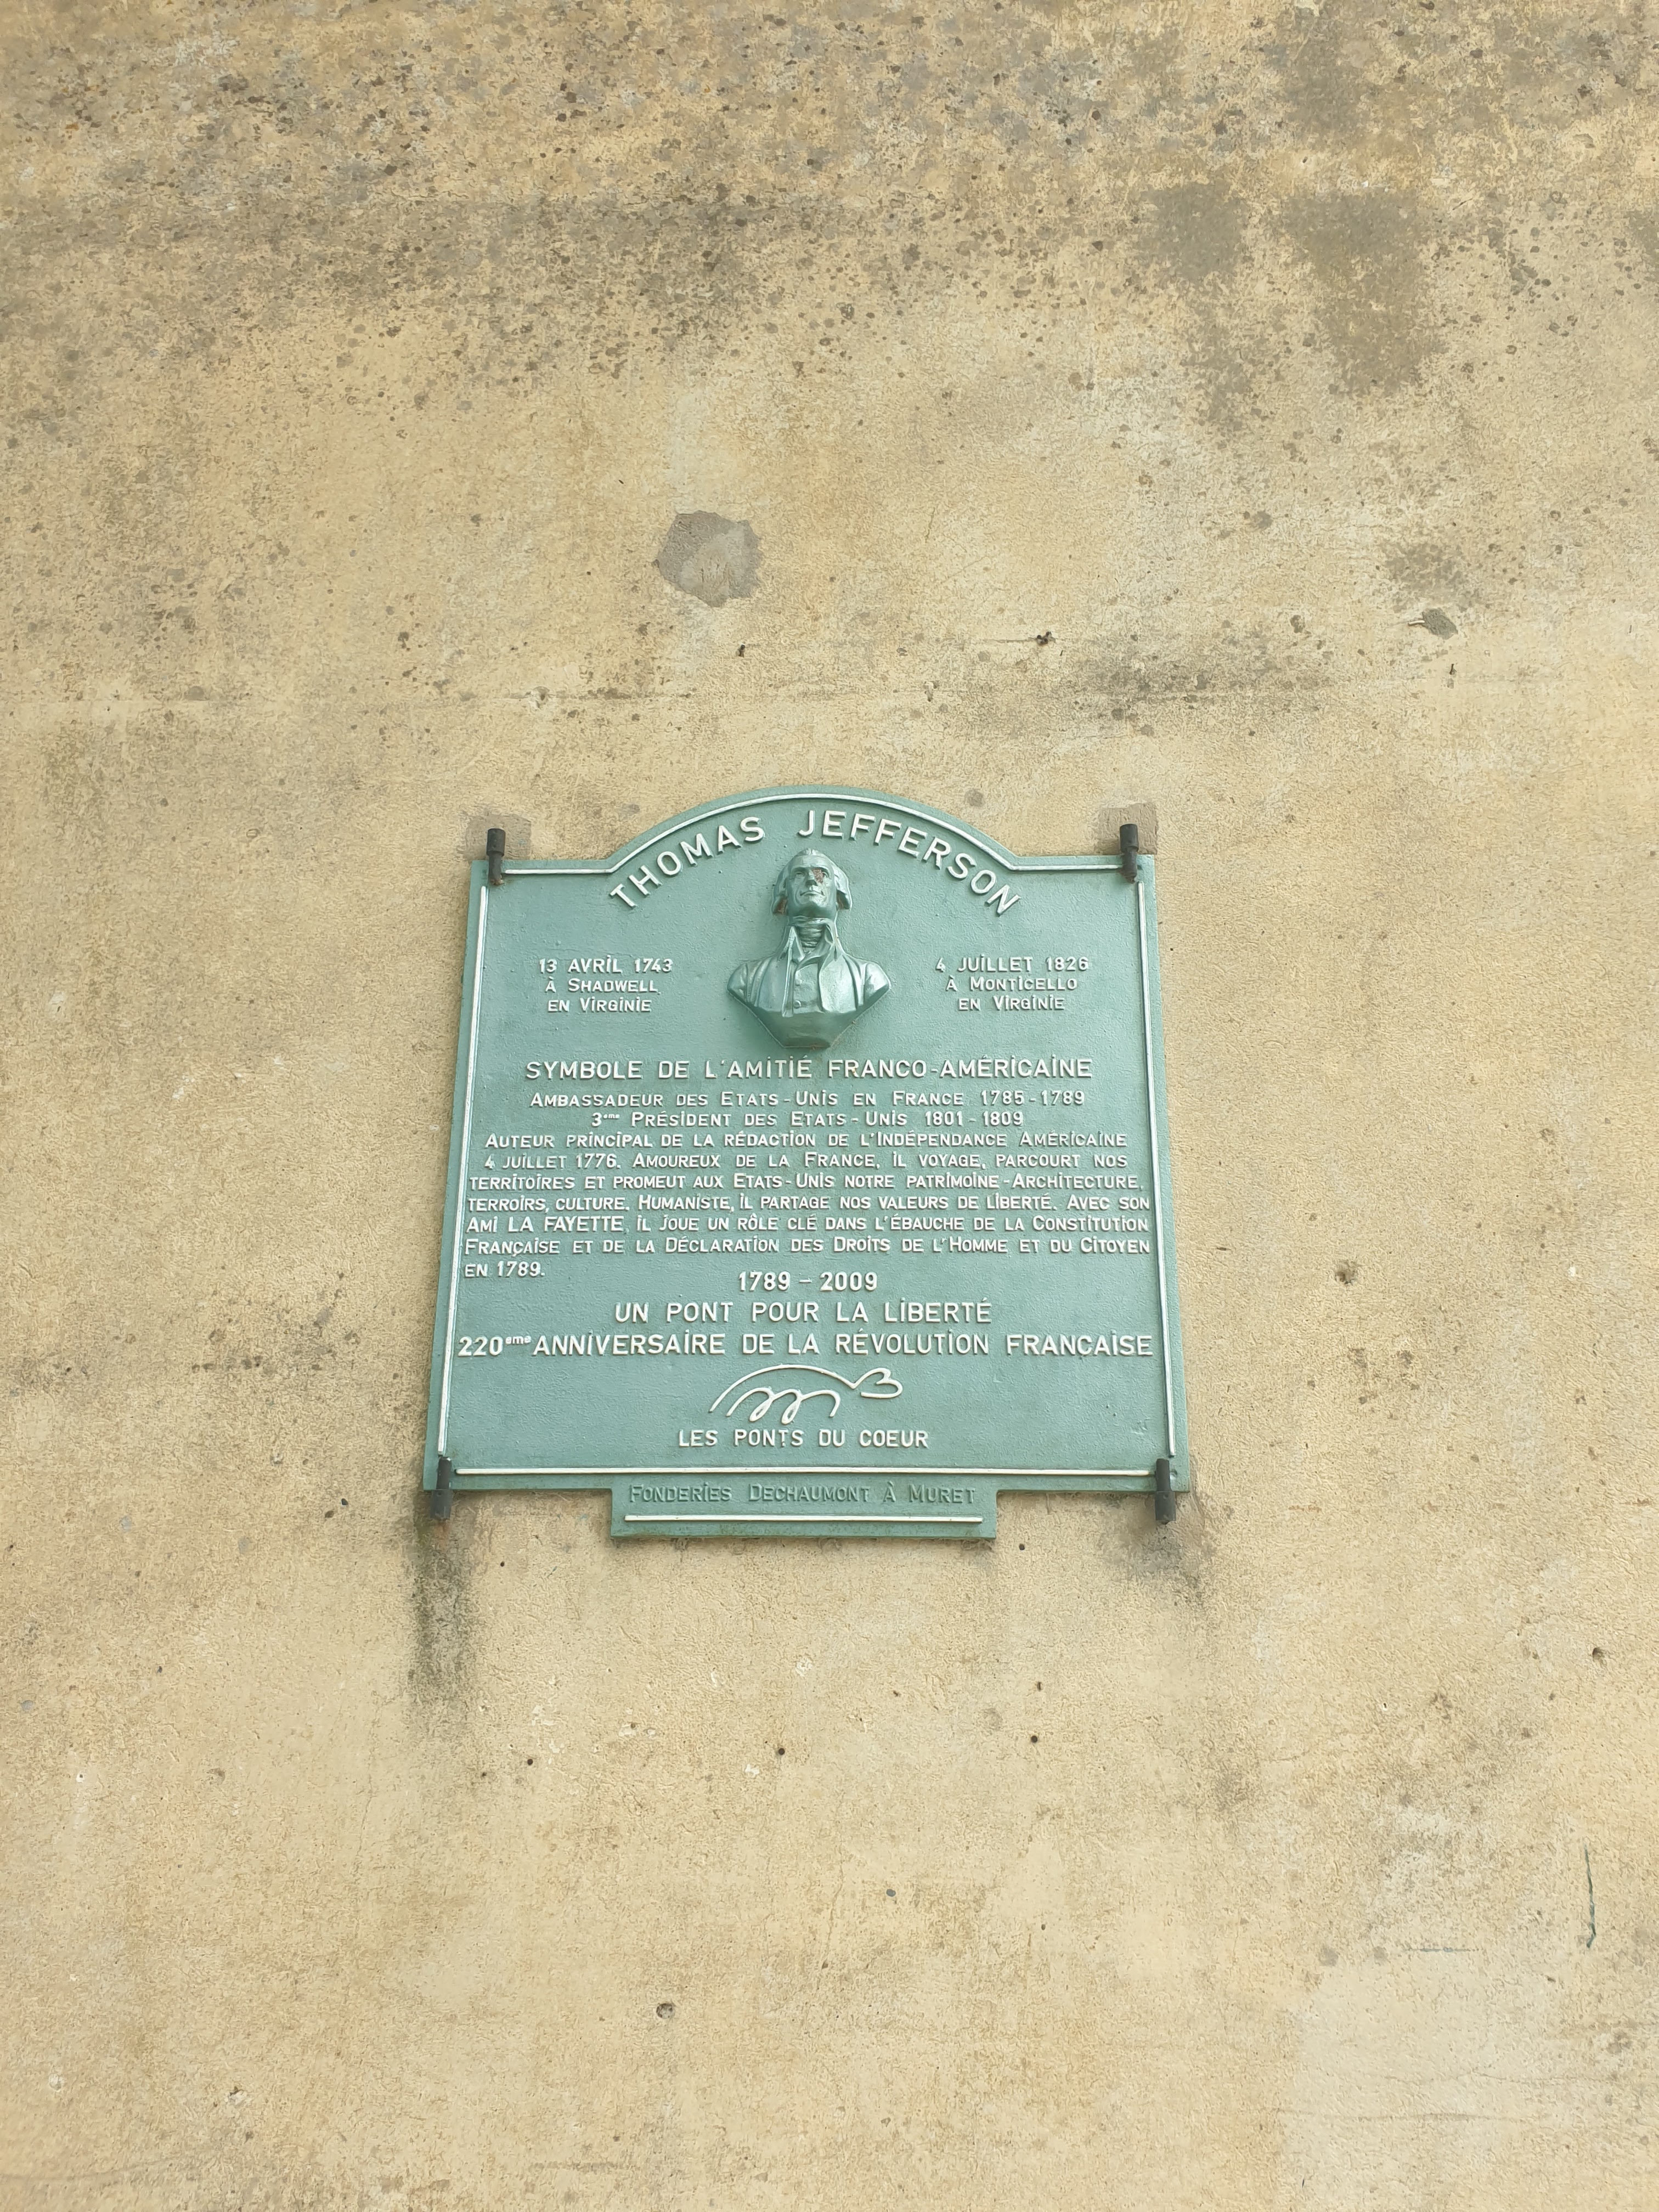 THOMAS JEFFERSON
13 AVRIL 1743
À SHADWELL
EN VIRGINIE
4 JUILLET 1826
À MONTICELLO
EN VIRGINIE
SYMBOLE DE L'AMITIÉ FRANCO-AMÉRICAINE
AMBASSADEUR DES ETATS-UNIS EN FRANCE 1785-1789
3eme PRÉSIDENT DES ETATS-UNIS 1801-1809
AUTEUR PRINCIPAL DE LA RÉDACTION DE L'INDÉPENDANCE AMÉRICAINE
4 JUILLET 1776. AMOUREUX DE LA FRANCE, IL VOYAGE, PARCOURT NOS
TERRITOIRES ET PROMEUT AUX ETATS-UNIS NOTRE PATRIMOINE-ARCHITECTURE,
TERROIRS, CULTURE. HUMANISTE, IL PARTAGE NOS VALEURS DE LIBERTÉ. AVEC SON
AMI LA FAYETTE, IL JOUE UN RÔLE CLÉ DANS L'ÉBAUCHE DE LA CONSTITUTION
FRANÇAISE ET DE LA DÉCLARATION DES DROITS DE L'HOMME ET DU CITOYEN
EN 1789.
1789 - 2009
UN PONT POUR LA LIBERTÉ
220eme ANNIVERSAIRE DE LA RÉVOLUTION FRANCAISE
LES PONTS DU COEUR
FONDERIES DECHAUMONT À MURET